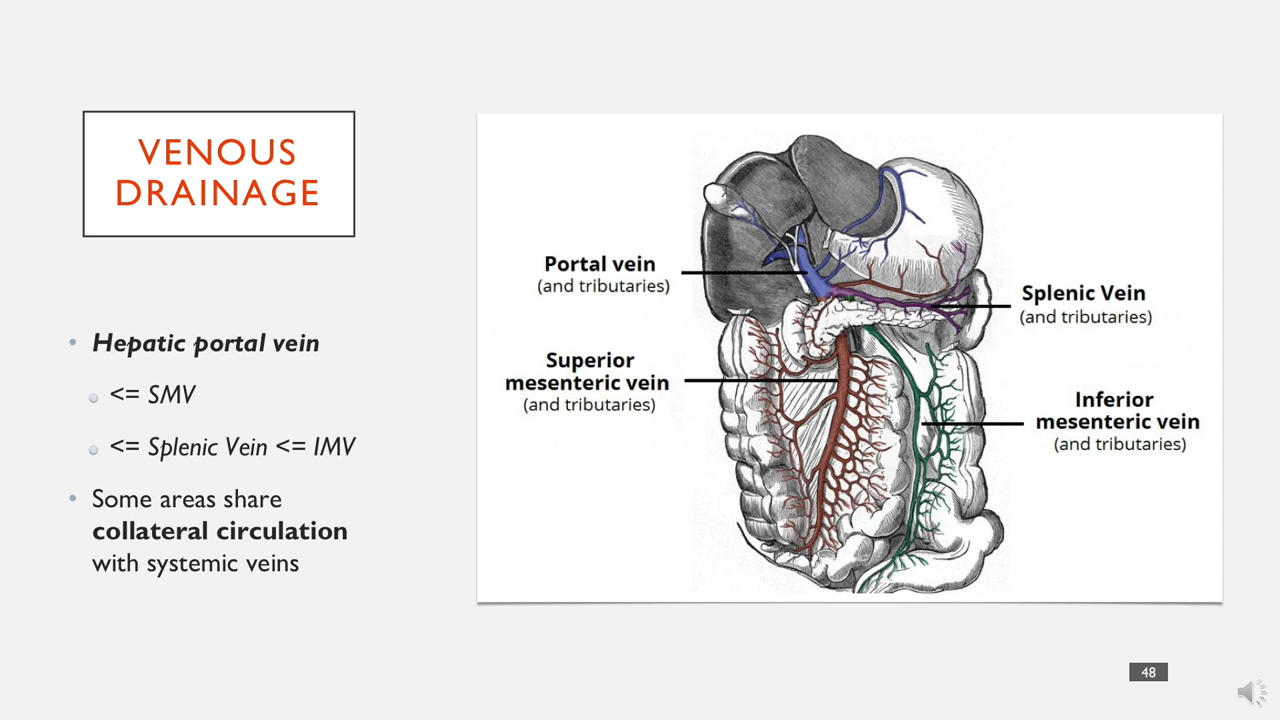 VENOUS
DRAINAGE
Hepatic portal vein
<= SMV
<= Splenic Vein <= IMV
Some areas share
collateral circulation
with systemic veins
Portal vein
(and tributaries)
Superior
mesenteric vein
(and tributaries)
Splenic Vein
(and tributaries)
Inferior
mesenteric vein
(and tributaries)
48